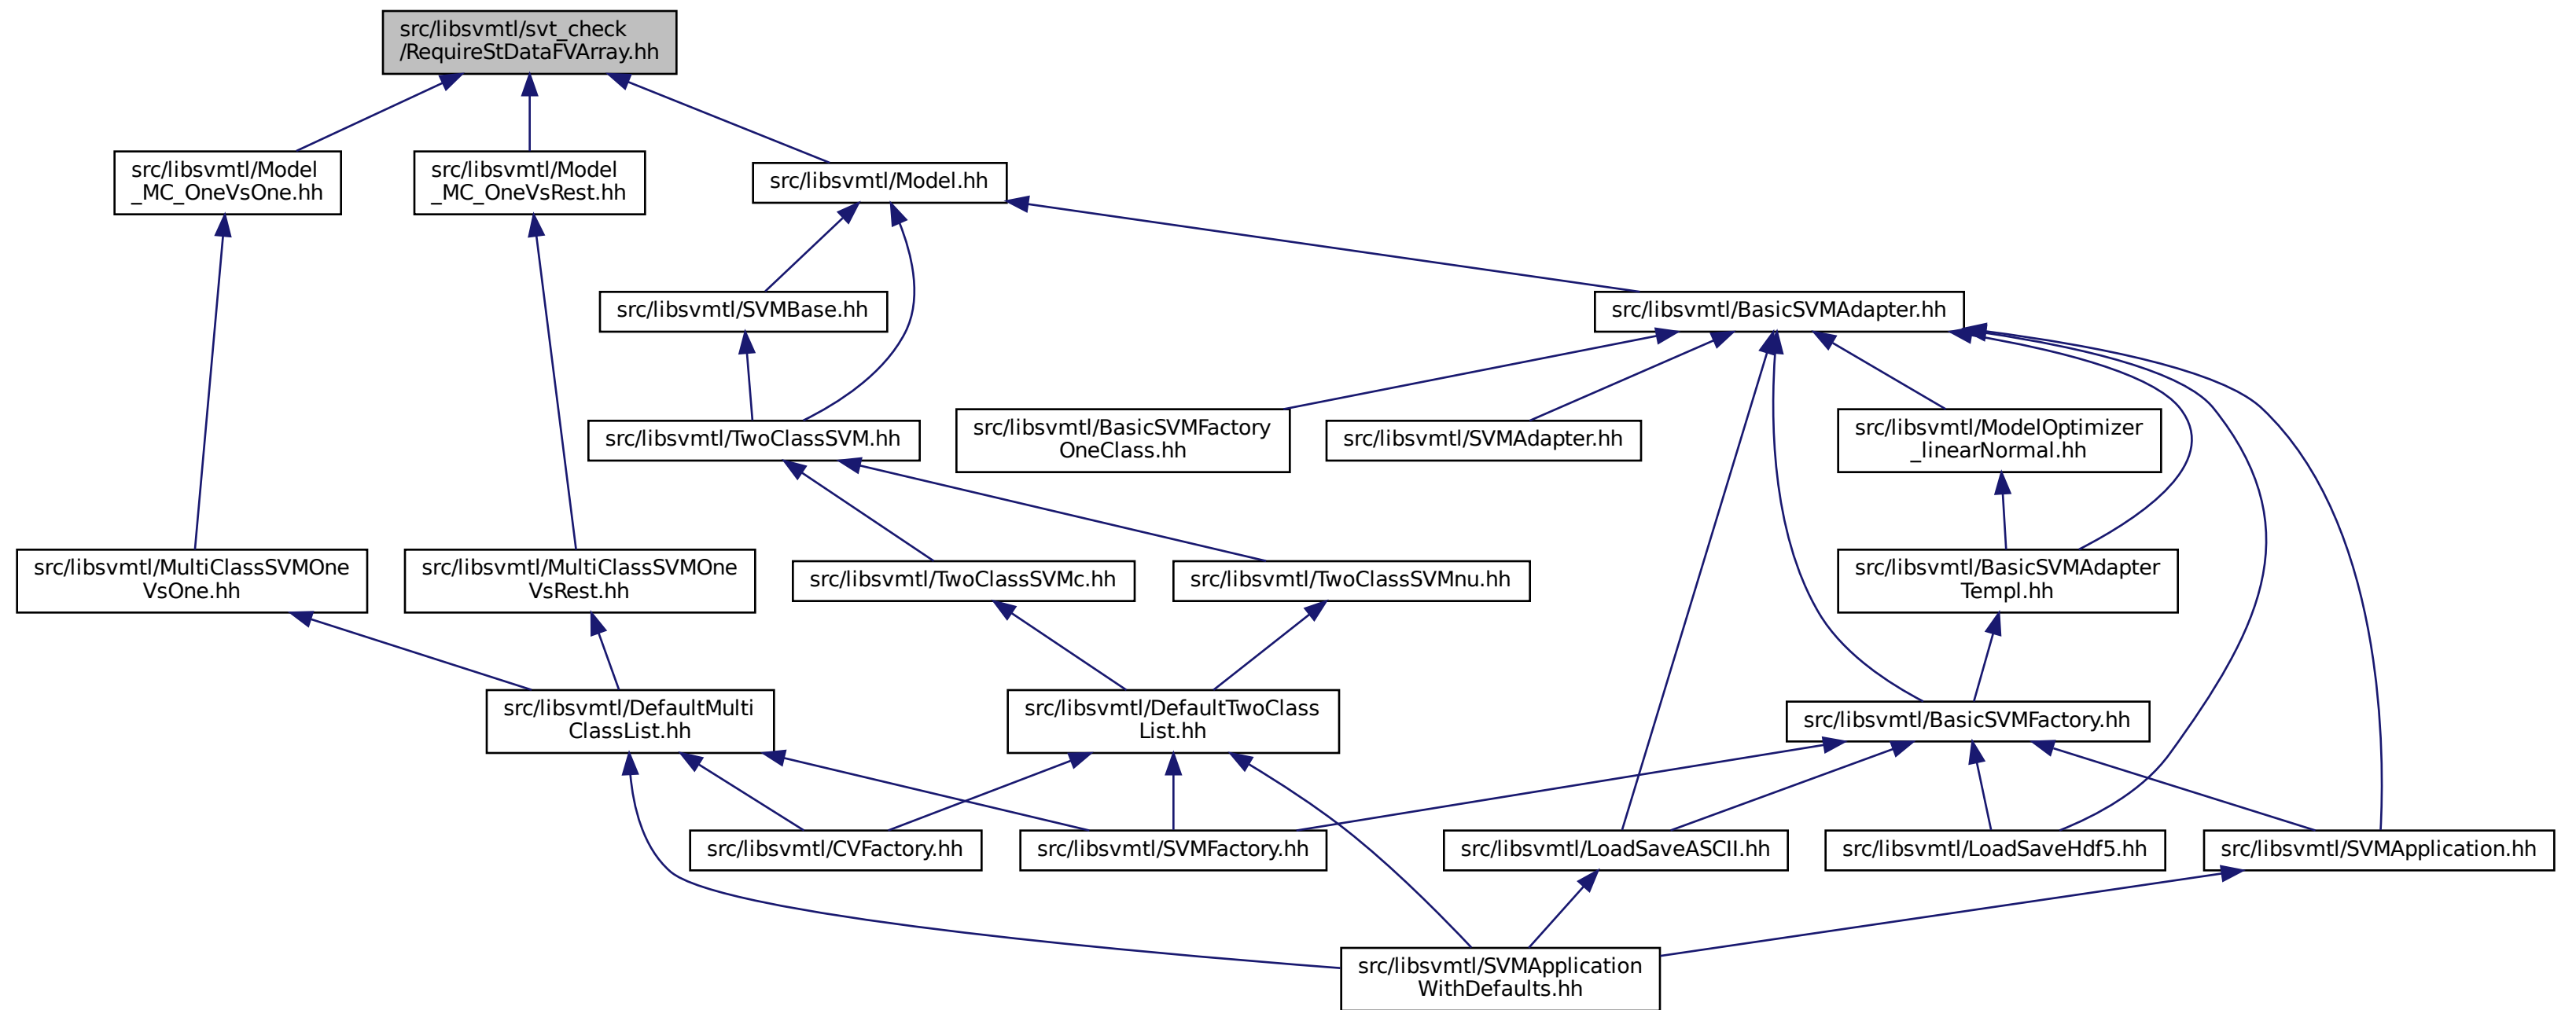 src/libsvmtl/svt_check
/RequireStDataFVArray.hh
src/libsvmtl/Model
_MC_OneVsOne.hh
src/libsvmtl/Model
_MC_OneVsRest.hh
src/libsvmtl/Model.hh
src/libsvmtl/SVMBase.hh
src/libsvmtl/BasicSVMAdapter.hh
src/libsvmtl/TwoClassSVM.hh
src/libsvmtl/BasicSVMFactory
OneClass.hh
src/libsvmtl/SVMAdapter.hh
src/libsvmtl/ModelOptimizer
_linearNormal.hh
src/libsvmtl/MultiClassSVMOne
VsOne.hh
src/libsvmtl/MultiClassSVMOne
VsRest.hh
src/libsvmtl/TwoClassSVMc.hh
src/libsvmtl/TwoClassSVMnu.hh
src/libsvmtl/BasicSVMAdapter
Templ.hh
src/libsvmtl/DefaultMulti
ClassList.hh
src/libsvmtl/DefaultTwoClass
List.hh
src/libsvmtl/BasicSVMFactory.hh
src/libsvmtl/CVFactory.hh
src/libsvmtl/SVMFactory.hh
src/libsvmtl/LoadSaveASCII.hh
src/libsvmtl/LoadSaveHdf5.hh
src/libsvmtl/SVMApplication.hh
src/libsvmtl/SVMApplication
WithDefaults.hh